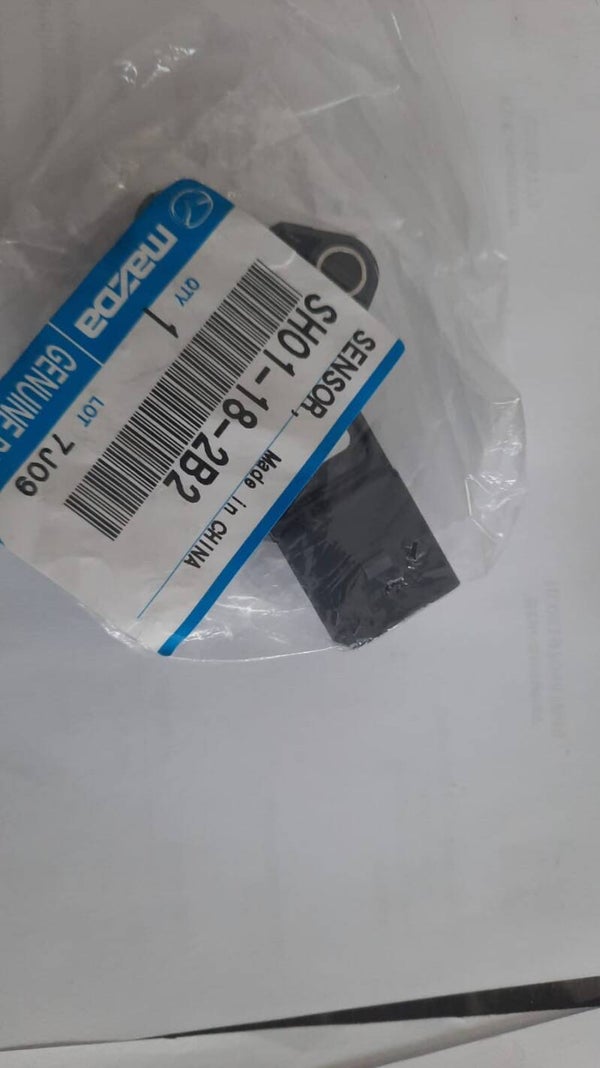 mazda GENUINE
QTY 1 LOT 7J09
SH01-18-2B2
Made in CHINA
SENSOR,